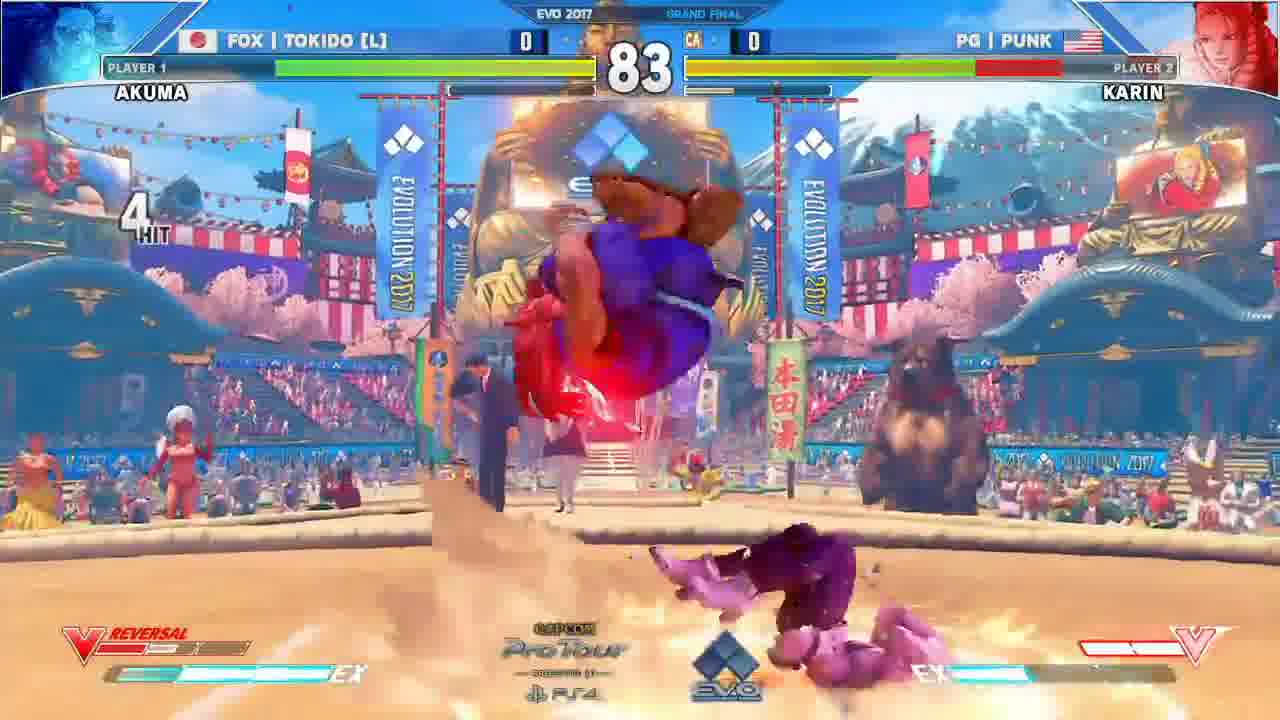 EVO 2017 GRAND FINAL
FOX | TOKIDO [L] 0 83 CA 0 PG | PUNK
PLAYER 1 PLAYER 2
AKUMA KARIN
4 HIT
EVOLUTION 2017
EVOLUTION 2017
本田湯
REVERSAL
EX EX
CAPCOM
Pro Tour
PS4
EVO